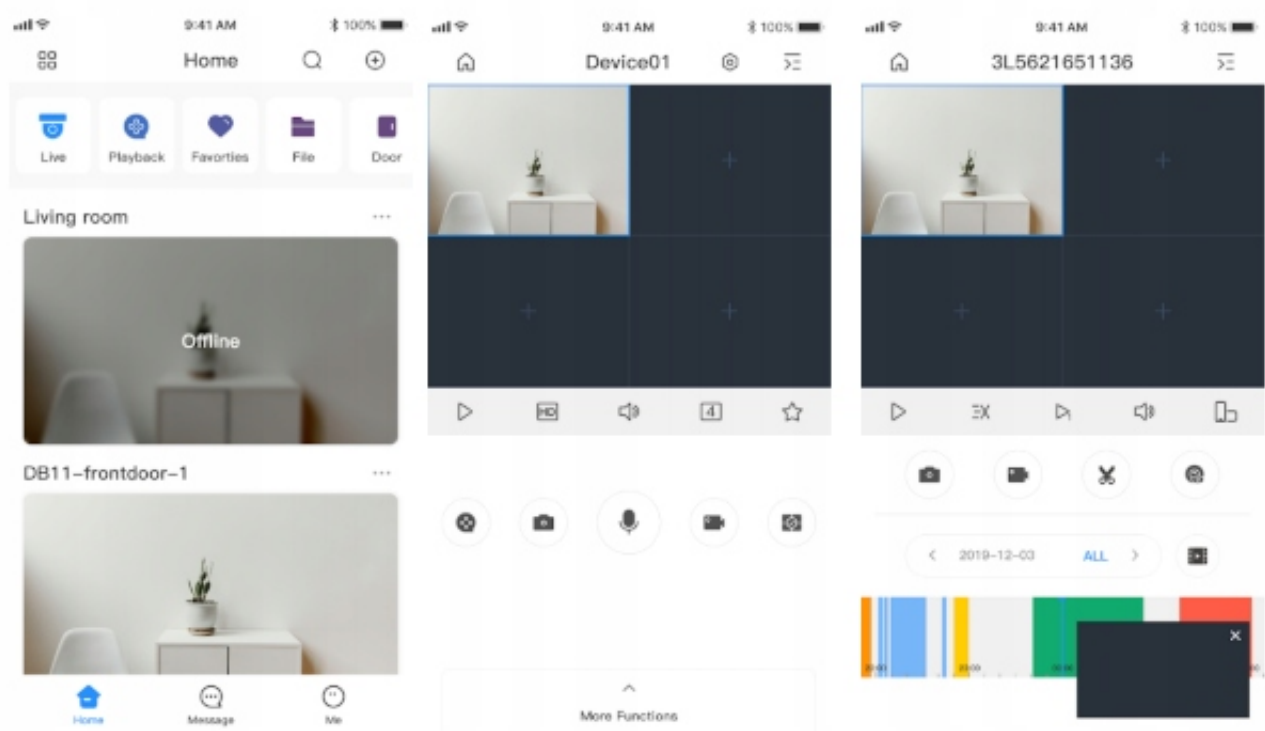 9:41 AM
100%
Home
Live
Playback
Favorties
File
Door
Living room
Offline
DB11-frontdoor-1
Home
Message
Me
9:41 AM
100%
Device01
HD
4
More Functions
9:41 AM
100%
3L5621651136
2019-12-03
ALL